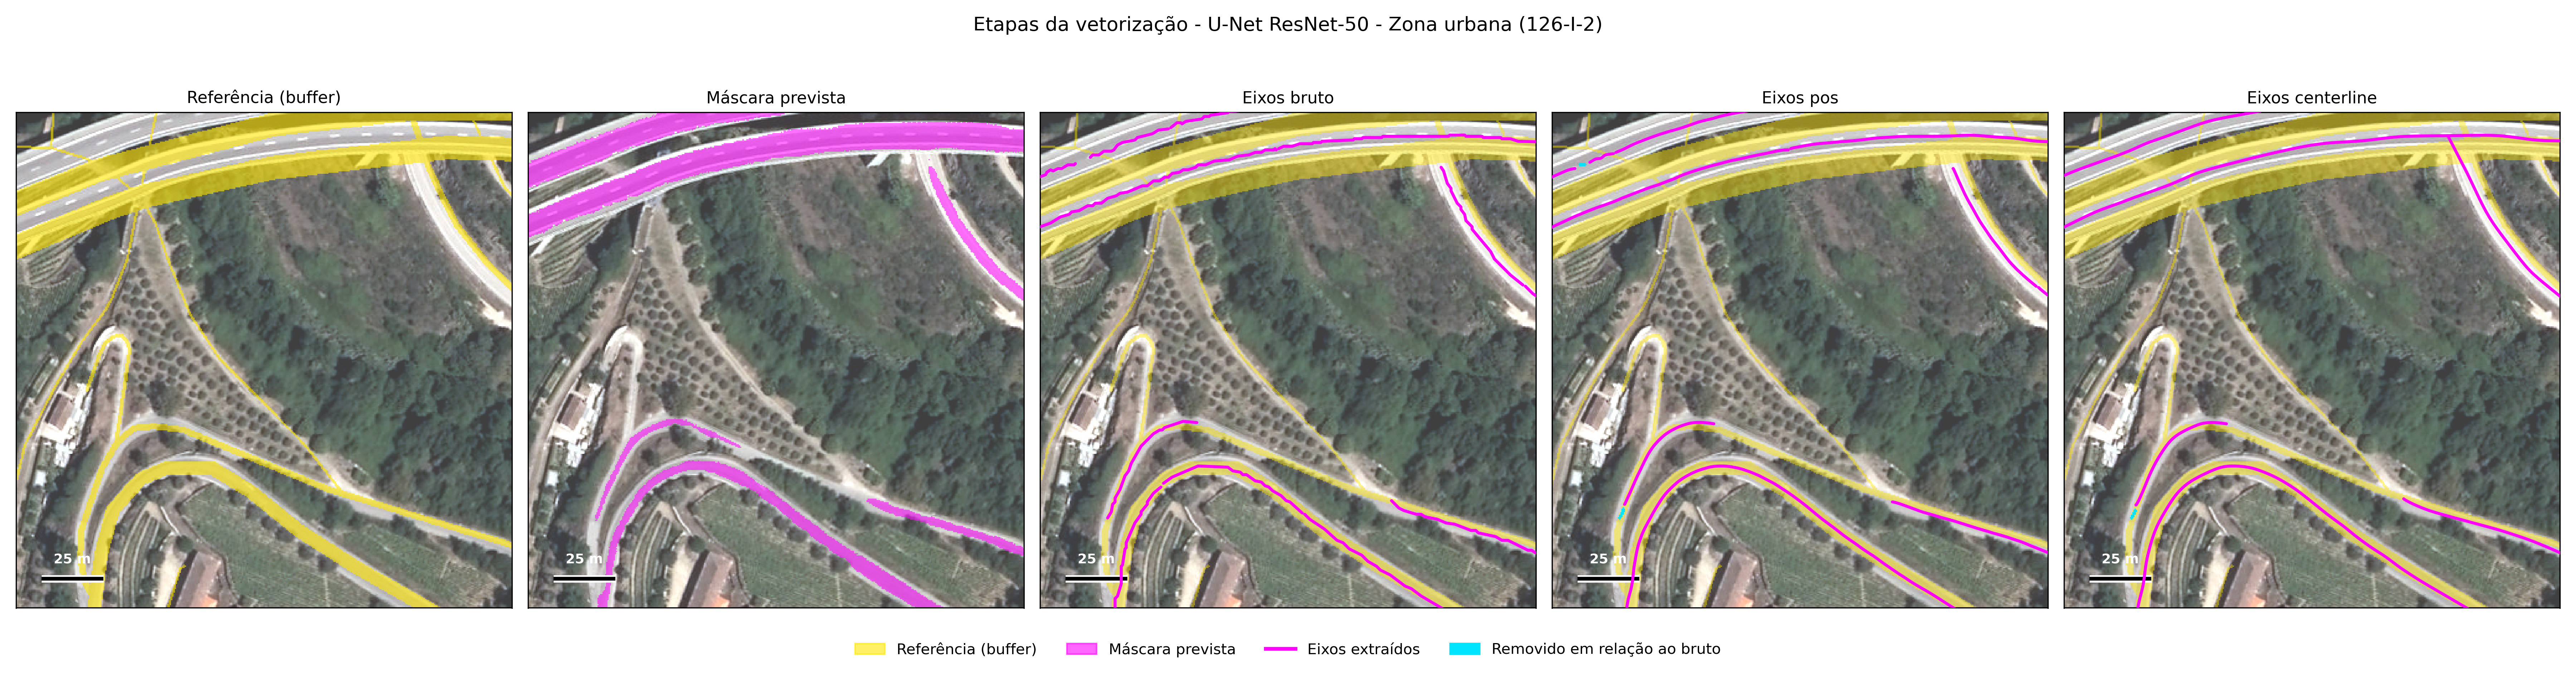 Etapas da vetorização - U-Net ResNet-50 - Zona urbana (126-I-2)
Referência (buffer)
Máscara prevista
Eixos bruto
Eixos pos
Eixos centerline
25 m
25 m
25 m
25 m
25 m
Referência (buffer)
Máscara prevista
Eixos extraídos
Removido em relação ao bruto